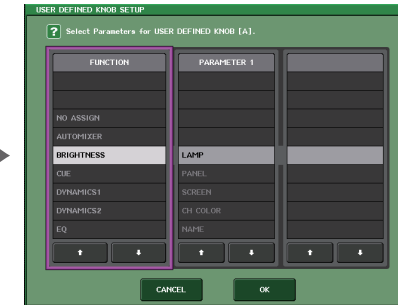 USER DEFINED KNOB SETUP
? Select Parameters for USER DEFINED KNOB [A].
FUNCTION
PARAMETER 1
NO ASSIGN
AUTOMIXER
BRIGHTNESS
LAMP
CUE
PANEL
DYNAMICS1
SCREEN
DYNAMICS2
CH COLOR
EQ
NAME
CANCEL
OK